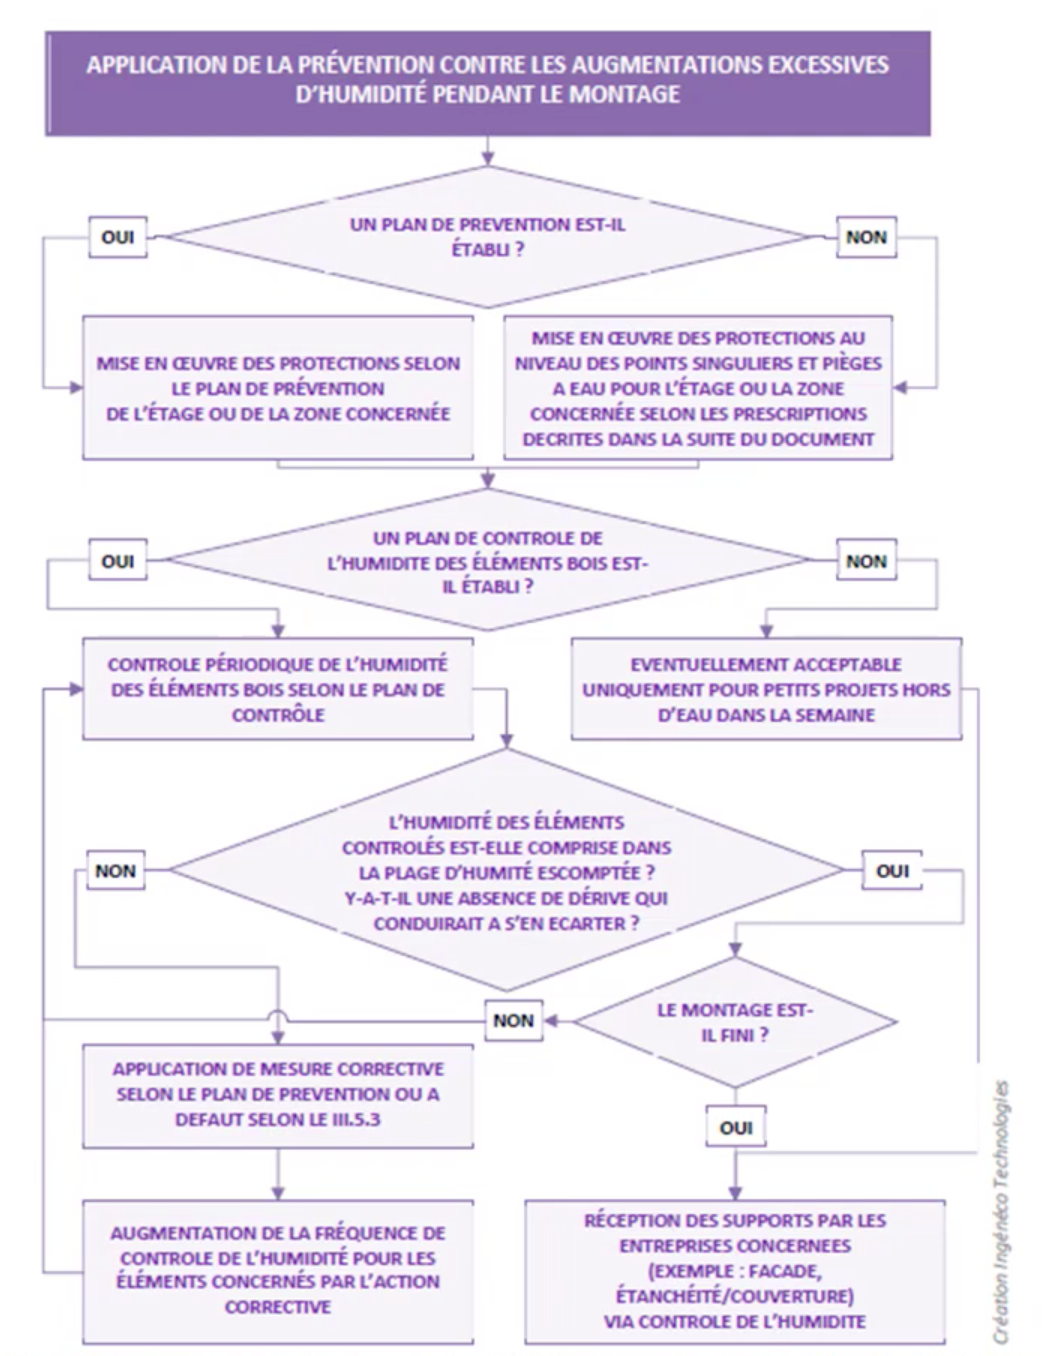 APPLICATION DE LA PRÉVENTION CONTRE LES AUGMENTATIONS EXCESSIVES
D'HUMIDITÉ PENDANT LE MONTAGE
UN PLAN DE PREVENTION EST-IL
ÉTABLI ?
OUI
NON
MISE EN ŒUVRE DES PROTECTIONS SELON
LE PLAN DE PRÉVENTION
DE L'ÉTAGE OU DE LA ZONE CONCERNÉE
MISE EN ŒUVRE DES PROTECTIONS AU
NIVEAU DES POINTS SINGULIERS ET PIÈGES
A EAU POUR L'ÉTAGE OU LA ZONE
CONCERNÉE SELON LES PRESCRIPTIONS
DECRITES DANS LA SUITE DU DOCUMENT
UN PLAN DE CONTROLE DE
L'HUMIDITE DES ÉLÉMENTS BOIS EST-
IL ÉTABLI ?
OUI
NON
CONTROLE PÉRIODIQUE DE L'HUMIDITÉ
DES ÉLÉMENTS BOIS SELON LE PLAN DE
CONTRÔLE
EVENTUELLEMENT ACCEPTABLE
UNIQUEMENT POUR PETITS PROJETS HORS
D'EAU DANS LA SEMAINE
L'HUMIDITÉ DES ÉLÉMENTS
CONTROLÉS EST-ELLE COMPRISE DANS
LA PLAGE D'HUMITÉ ESCOMPTÉE ?
Y-A-T-IL UNE ABSENCE DE DÉRIVE QUI
CONDUIRAIT A S'EN ECARTER ?
NON
OUI
LE MONTAGE EST-
IL FINI ?
NON
OUI
APPLICATION DE MESURE CORRECTIVE
SELON LE PLAN DE PREVENTION OU A
DEFAUT SELON LE III.5.3
AUGMENTATION DE LA FRÉQUENCE DE
CONTROLE DE L'HUMIDITÉ POUR LES
ÉLÉMENTS CONCERNÉS PAR L'ACTION
CORRECTIVE
RÉCEPTION DES SUPPORTS PAR LES
ENTREPRISES CONCERNEES
(EXEMPLE : FACADE,
ÉTANCHÉITÉ/COUVERTURE)
VIA CONTROLE DE L'HUMIDITE
Création Ingénéco Technologies